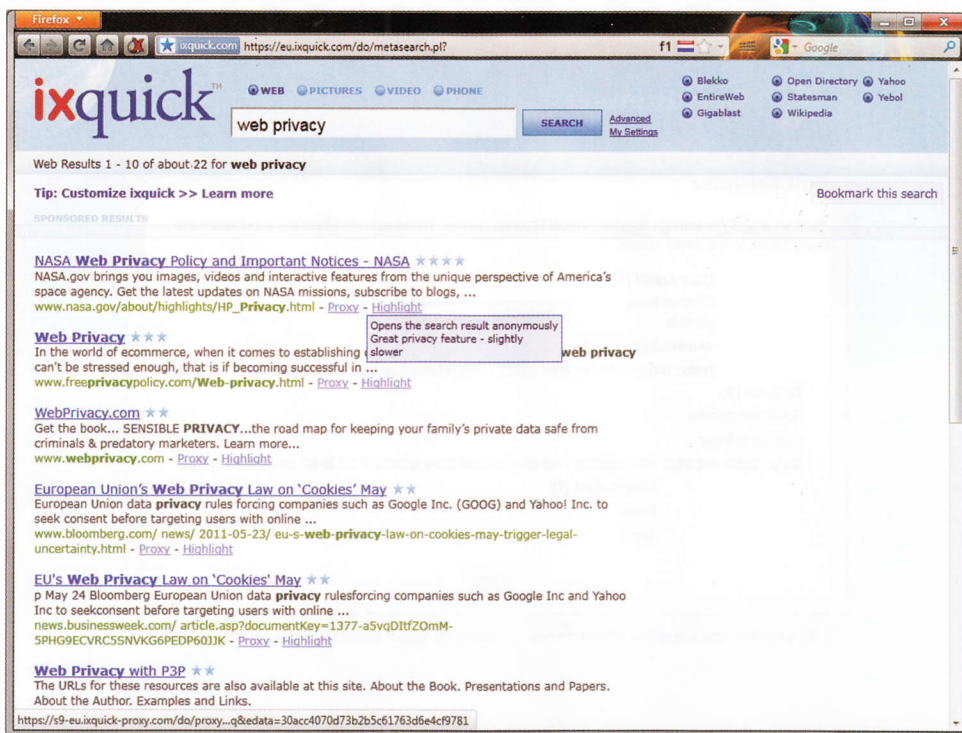 Firefox
ixquick.com https://eu.ixquick.com/do/metasearch.pl?
f1
Google
ixquick™
WEB PICTURES VIDEO PHONE
web privacy
SEARCH
Advanced
My Settings
Blekko
EntireWeb
Gigablast
Open Directory
Statesman
Wikipedia
Yahoo
Yebol
Web Results 1 - 10 of about 22 for web privacy
Tip: Customize ixquick >> Learn more
Bookmark this search
SPONSORED RESULTS
NASA Web Privacy Policy and Important Notices - NASA
NASA.gov brings you images, videos and interactive features from the unique perspective of America's
space agency. Get the latest updates on NASA missions, subscribe to blogs, ...
www.nasa.gov/about/highlights/HP_Privacy.html - Proxy - Highlight
Opens the search result anonymously
Great privacy feature - slightly
slower
Web Privacy
In the world of ecommerce, when it comes to establishing web privacy
can't be stressed enough, that is if becoming successful in ...
www.freeprivacypolicy.com/Web-privacy.html - Proxy - Highlight
WebPrivacy.com
Get the book... SENSIBLE PRIVACY...the road map for keeping your family's private data safe from
criminals & predatory marketers. Learn more...
www.webprivacy.com - Proxy - Highlight
European Union's Web Privacy Law on 'Cookies' May
European Union data privacy rules forcing companies such as Google Inc. (GOOG) and Yahoo! Inc. to
seek consent before targeting users with online ...
www.bloomberg.com/ news/ 2011-05-23/ eu-s-web-privacy-law-on-cookies-may-trigger-legal-
uncertainty.html - Proxy - Highlight
EU's Web Privacy Law on 'Cookies' May
p May 24 Bloomberg European Union data privacy rulesforcing companies such as Google Inc and Yahoo
Inc to seekconsent before targeting users with online ...
news.businessweek.com/ article.asp?documentKey=1377-a5vqDItfZOmM-
5PHG9ECVRC5SNVKG6PEDP60JJK - Proxy - Highlight
Web Privacy with P3P
The URLs for these resources are also available at this site. About the Book. Presentations and Papers.
About the Author. Examples and Links.
https://s9-eu.ixquick-proxy.com/do/proxy...q&edata=30acc4070d73b2b5c61763d6e4cf9781